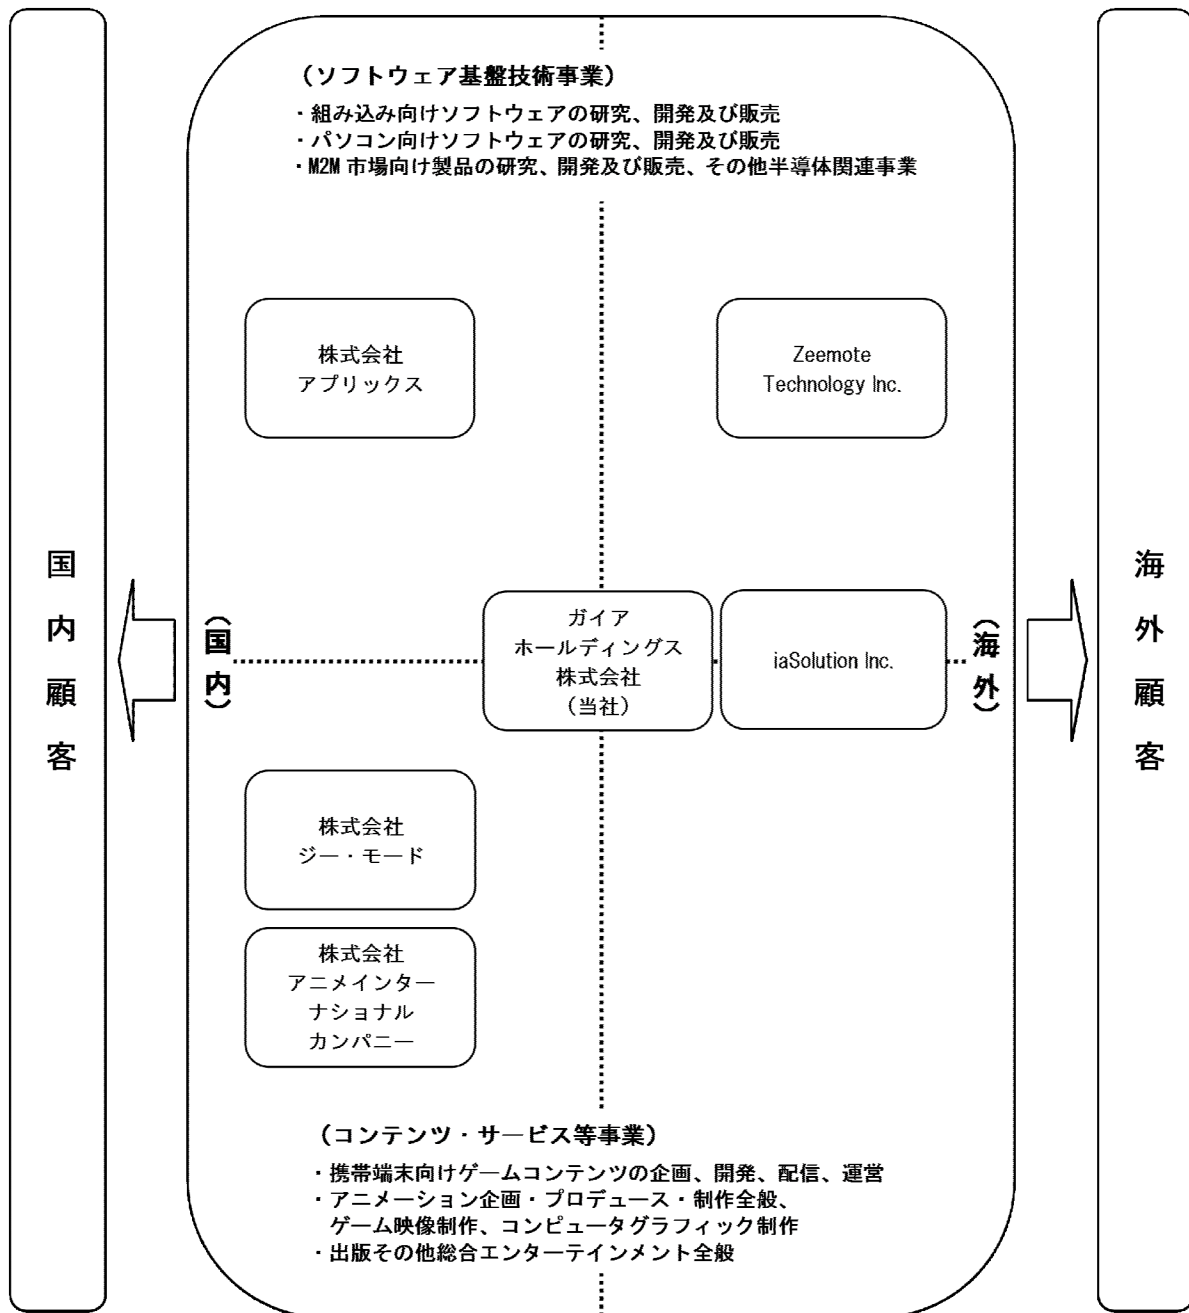 (ソフトウェア基盤技術事業)
・組み込み向けソフトウェアの研究、開発及び販売
・パソコン向けソフトウェアの研究、開発及び販売
・M2M 市場向け製品の研究、開発及び販売、その他半導体関連事業
株式会社
アプリックス
Zeemote
Technology Inc.
国内顧客
(国内)
ガイア
ホールディングス
株式会社
(当社)
iaSolution Inc.
(海外)
海外顧客
株式会社
ジー・モード
株式会社
アニメインター
ナショナル
カンパニー
(コンテンツ・サービス等事業)
・携帯端末向けゲームコンテンツの企画、開発、配信、運営
・アニメーション企画・プロデュース・制作全般、
ゲーム映像制作、コンピュータグラフィック制作
・出版その他総合エンターテインメント全般